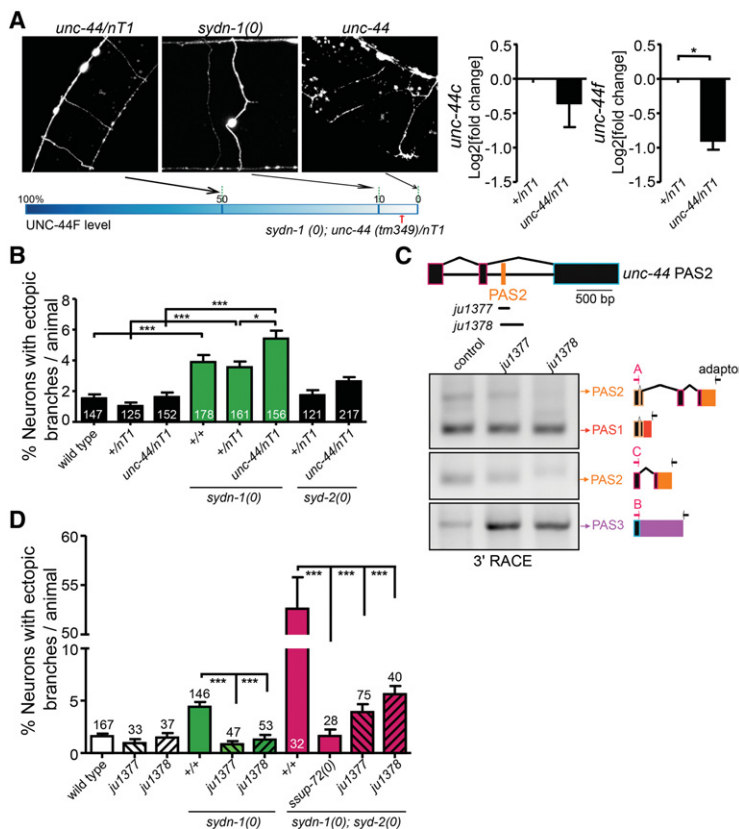 A
unc-44/nT1
sydn-1(0)
unc-44
100%
50
10
0
UNC-44F level
sydn-1 (0); unc-44 (tm349)/nT1
unc-44c
Log2[fold change]
0.0
-0.5
-1.0
-1.5
+/nT1
unc-44/nT1
unc-44f
Log2[fold change]
*
0.0
-0.5
-1.0
-1.5
+/nT1
unc-44/nT1
B
% Neurons with ectopic
branches / animal
8
6
4
2
0
***
***
***
*
147
125
152
178
161
156
121
217
wild type
+/nT1
unc-44/nT1
+/+
+/nT1
unc-44/nT1
+/nT1
unc-44/nT1
sydn-1(0)
syd-2(0)
C
unc-44 PAS2
PAS2
500 bp
ju1377
ju1378
control
ju1377
ju1378
A
adaptor
PAS2
PAS1
C
PAS2
B
PAS3
3' RACE
D
% Neurons with ectopic
branches / animal
60
55
50
10
5
0
***
***
***
***
***
167
33
37
146
47
53
32
28
75
40
wild type
ju1377
ju1378
+/+
ju1377
ju1378
+/+
ssup-72(0)
ju1377
ju1378
sydn-1(0)
sydn-1(0); syd-2(0)